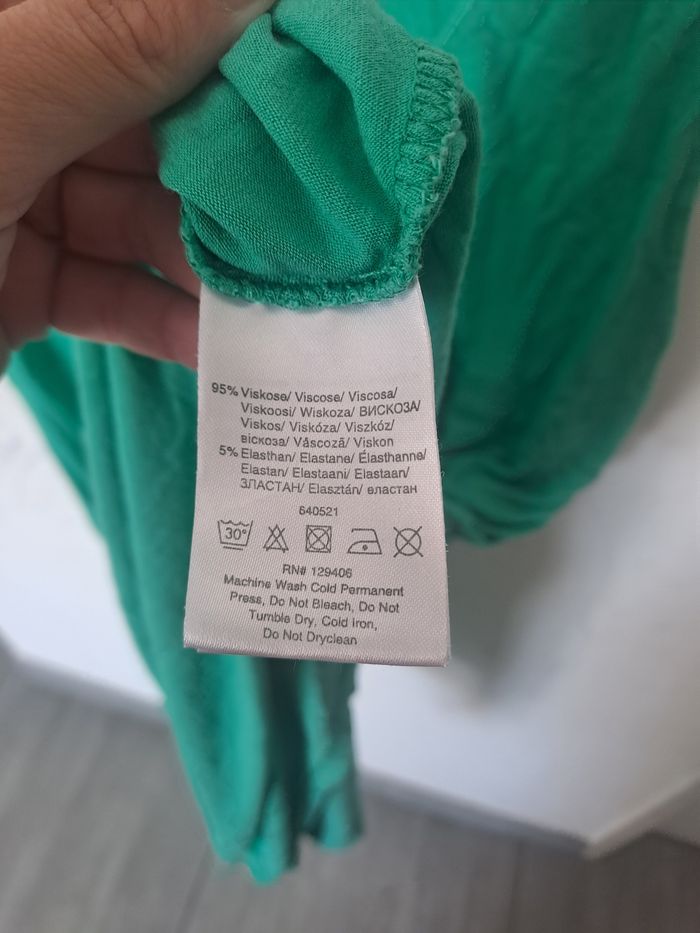 95% Viskose/ Viscose/ Viscosa/
Viskoosi/ Wiskoza/ ВИСКОЗА/
Viskos/ Viskóza/ Viszkóz/
віскоза/ Vâscoză/ Viskon
5% Elasthan/ Elastane/ Élasthanne/
Elastan/ Elastaani/ Elastaan/
ЭЛАСТАН/ Elasztán/ еластан
640521
30°
RN# 129406
Machine Wash Cold Permanent
Press, Do Not Bleach, Do Not
Tumble Dry, Cold Iron,
Do Not Dryclean